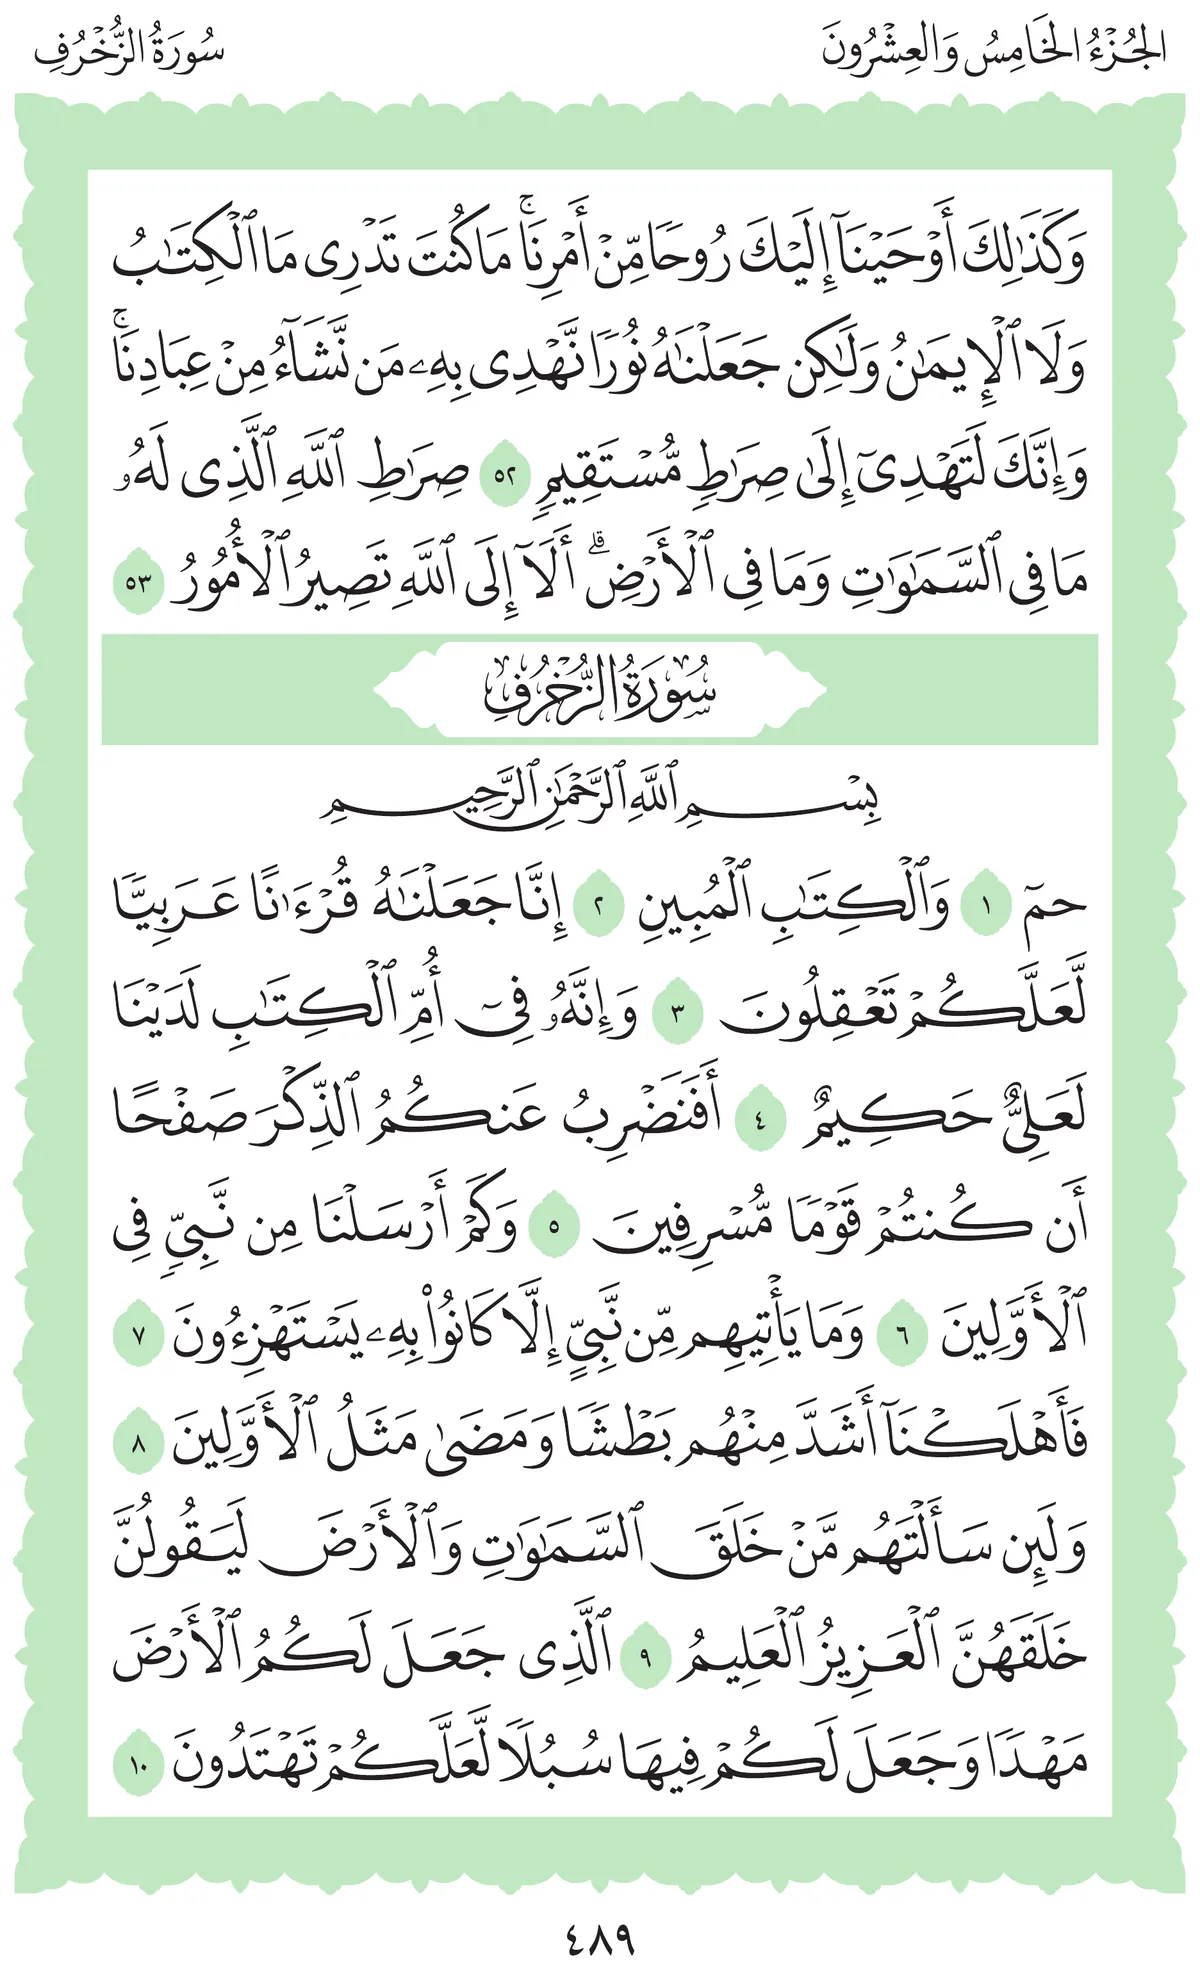 الجُزْءُ الخَامِسُ وَالعِشْرُونَ
سُورَةُ الزُّخْرُفِ
وَكَذَٰلِكَ أَوْحَيْنَآ إِلَيْكَ رُوحًا مِّنْ أَمْرِنَاۚ مَا كُنتَ تَدْرِى مَا ٱلْكِتَٰبُ
وَلَا ٱلْإِيمَٰنُ وَلَٰكِن جَعَلْنَٰهُ نُورًا نَّهْدِى بِهِۦ مَن نَّشَآءُ مِنْ عِبَادِنَاۚ
وَإِنَّكَ لَتَهْدِىٓ إِلَىٰ صِرَٰطٍ مُّسْتَقِيمٍ ٥٢ صِرَٰطِ ٱللَّهِ ٱلَّذِى لَهُۥ
مَا فِى ٱلسَّمَٰوَٰتِ وَمَا فِى ٱلْأَرْضِۗ أَلَآ إِلَى ٱللَّهِ تَصِيرُ ٱلْأُمُورُ ٥٣
سُورَةُ الزُّخْرُفِ
بِسْمِ ٱللَّهِ ٱلرَّحْمَٰنِ ٱلرَّحِيمِ
حمٓ ١ وَٱلْكِتَٰبِ ٱلْمُبِينِ ٢ إِنَّا جَعَلْنَٰهُ قُرْءَٰنًا عَرَبِيًّا
لَّعَلَّكُمْ تَعْقِلُونَ ٣ وَإِنَّهُۥ فِىٓ أُمِّ ٱلْكِتَٰبِ لَدَيْنَا
لَعَلِىٌّ حَكِيمٌ ٤ أَفَنَضْرِبُ عَنكُمُ ٱلذِّكْرَ صَفْحًا
أَن كُنتُمْ قَوْمًا مُّسْرِفِينَ ٥ وَكَمْ أَرْسَلْنَا مِن نَّبِىٍّ فِى
ٱلْأَوَّلِينَ ٦ وَمَا يَأْتِيهِم مِّن نَّبِىٍّ إِلَّا كَانُوا۟ بِهِۦ يَسْتَهْزِءُونَ ٧
فَأَهْلَكْنَآ أَشَدَّ مِنْهُم بَطْشًا وَمَضَىٰ مَثَلُ ٱلْأَوَّلِينَ ٨
وَلَئِن سَأَلْتَهُم مَّنْ خَلَقَ ٱلسَّمَٰوَٰتِ وَٱلْأَرْضَ لَيَقُولُنَّ
خَلَقَهُنَّ ٱلْعَزِيزُ ٱلْعَلِيمُ ٩ ٱلَّذِى جَعَلَ لَكُمُ ٱلْأَرْضَ
مَهْدًا وَجَعَلَ لَكُمْ فِيهَا سُبُلًا لَّعَلَّكُمْ تَهْتَدُونَ ١٠
٤٨٩